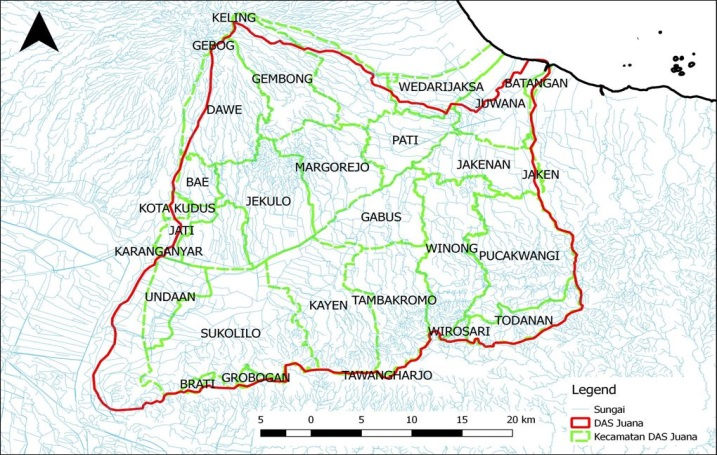 KELING
GEBOG
GEMBONG
WEDARIJAKSA
BATANGAN
JUWANA
DAWE
PATI
MARGOREJO
JAKENAN
JAKEN
BAE
JEKULO
KOTA KUDUS
GABUS
JATI
KARANGANYAR
WINONG
PUCAKWANGI
UNDAAN
KAYEN
TAMBAKROMO
TODANAN
SUKOLILO
WIROSARI
BRATI
GROBOGAN
TAWANGHARJO
Legend
Sungai
DAS Juana
Kecamatan DAS Juana
5 0 5 10 15 20 km